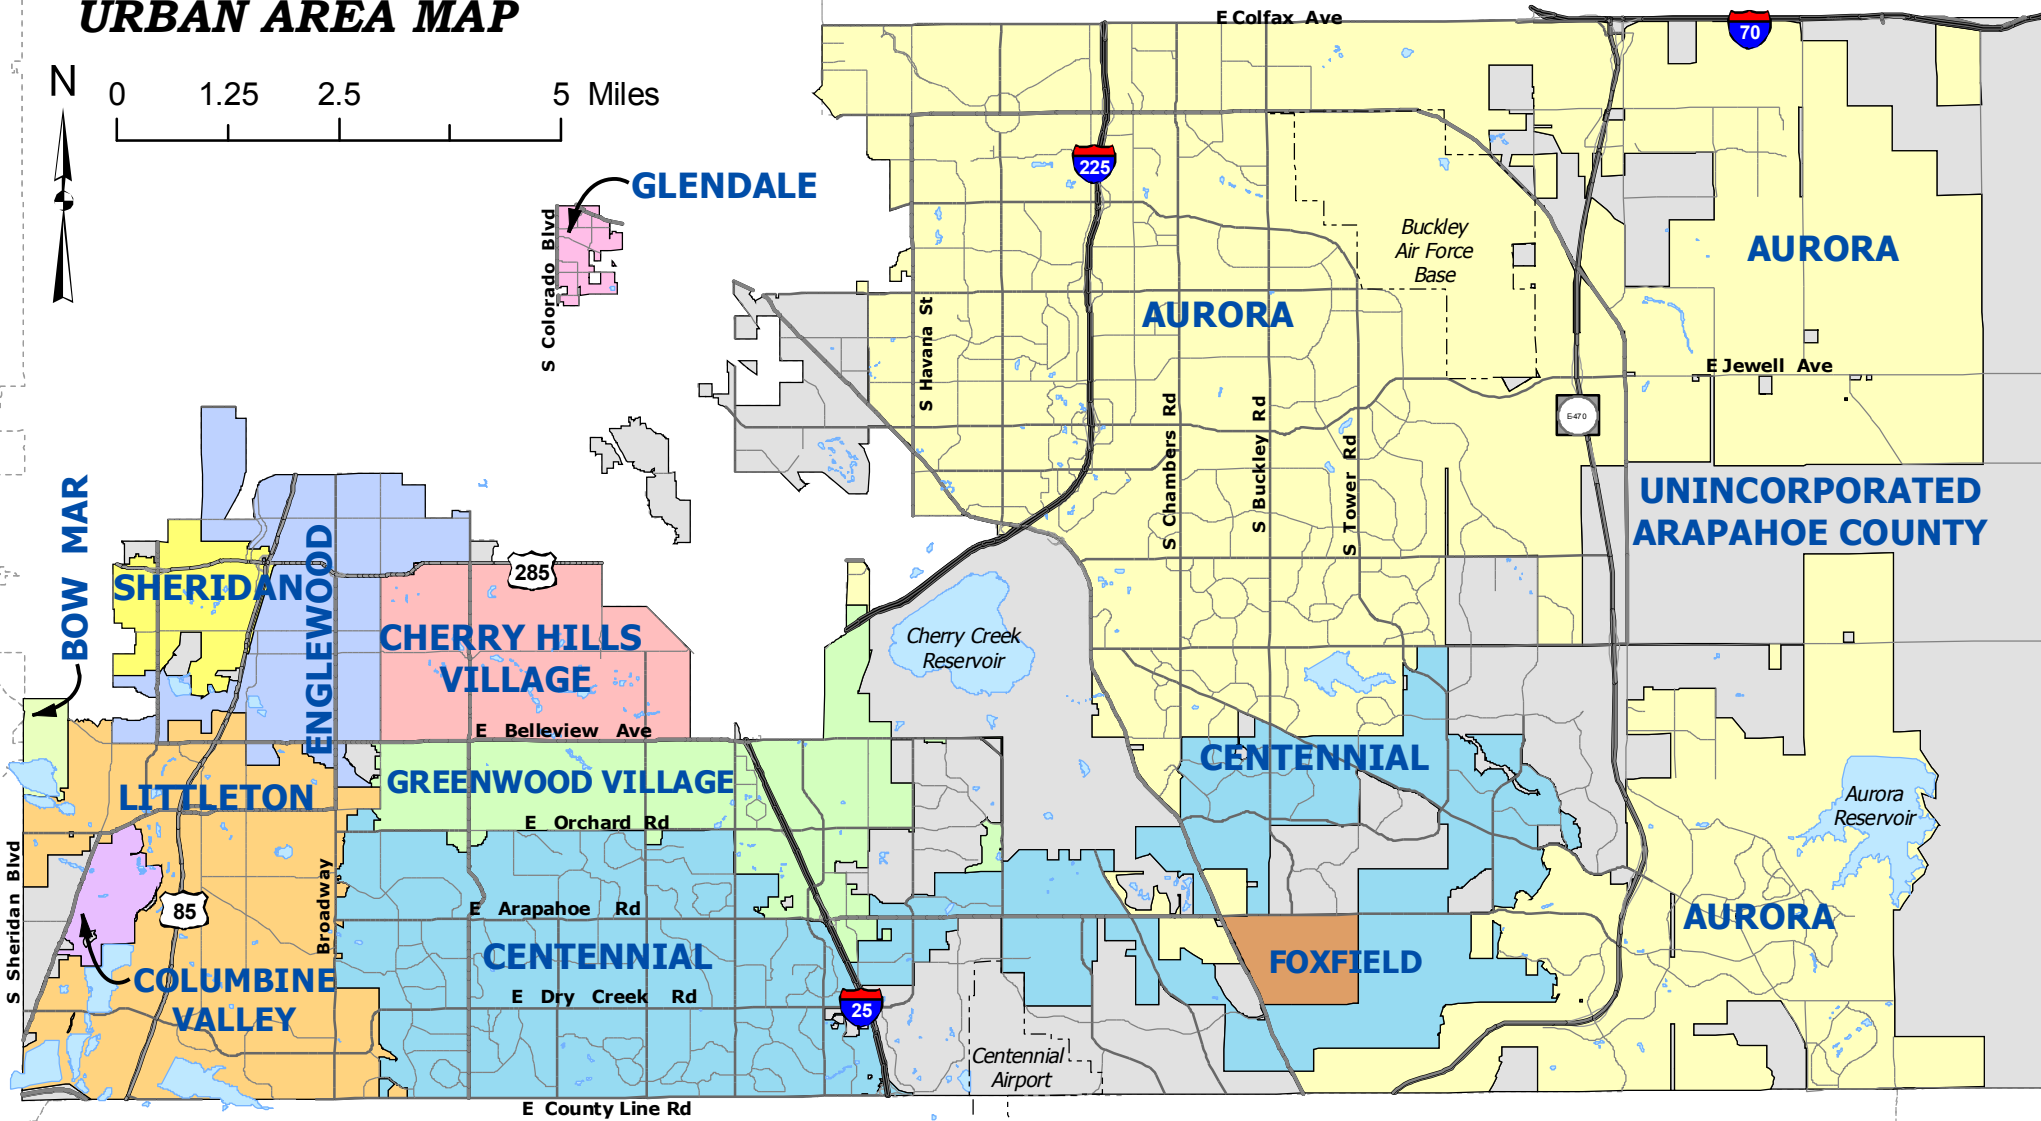 URBAN AREA MAP
N
0 1.25 2.5 5 Miles
E Colfax Ave
70
225
GLENDALE
S Colorado Blvd
Buckley
Air Force
Base
AURORA
AURORA
S Havana St
E Jewell Ave
E-470
S Chambers Rd
S Buckley Rd
S Tower Rd
UNINCORPORATED
ARAPAHOE COUNTY
BOW MAR
SHERIDAN
ENGLEWOOD
285
CHERRY HILLS
VILLAGE
Cherry Creek
Reservoir
E Belleview Ave
LITTLETON
GREENWOOD VILLAGE
CENTENNIAL
Aurora
Reservoir
E Orchard Rd
S Sheridan Blvd
Broadway
85
E Arapahoe Rd
AURORA
CENTENNIAL
FOXFIELD
COLUMBINE
VALLEY
E Dry Creek Rd
25
Centennial
Airport
E County Line Rd